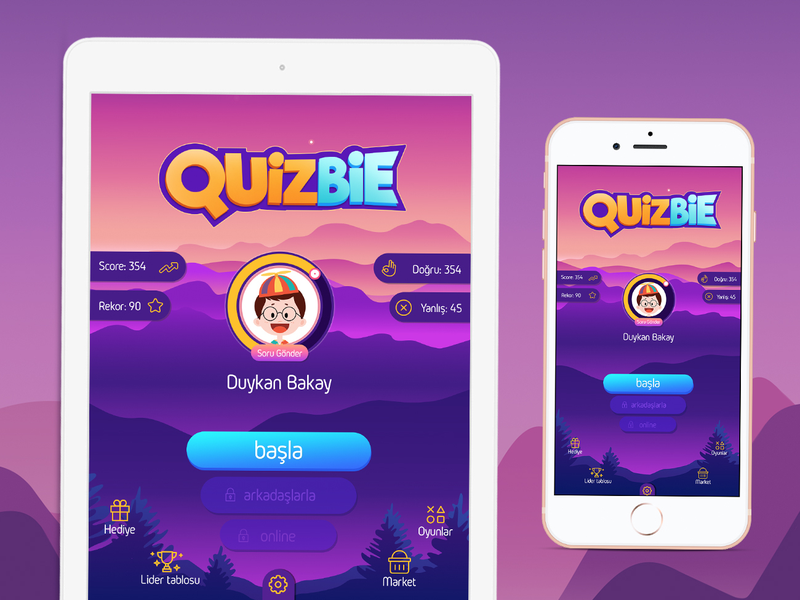 QUiZBiE
Score: 354
Doğru: 354
Rekor: 90
Yanlış: 45
Soru Gönder
Duykan Bakay
başla
arkadaşlarla
online
Hediye
Oyunlar
Lider tablosu
Market
QUiZBiE
Score: 354
Doğru: 354
Rekor: 90
Yanlış: 45
Soru Gönder
Duykan Bakay
başla
arkadaşlarla
online
Hediye
Oyunlar
Lider tablosu
Market